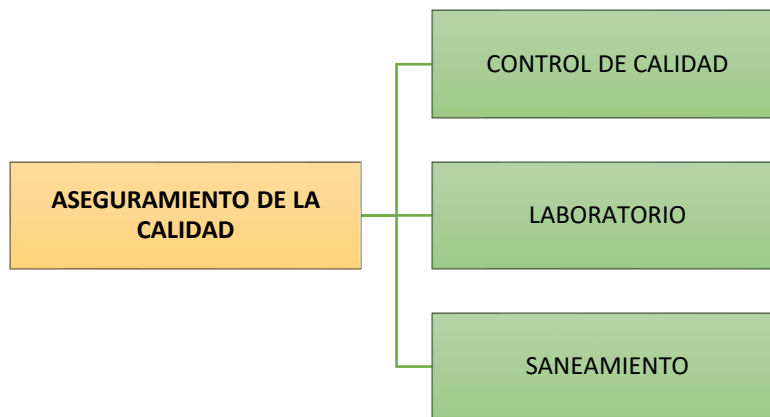 CONTROL DE CALIDAD
ASEGURAMIENTO DE LA
CALIDAD
LABORATORIO
SANEAMIENTO